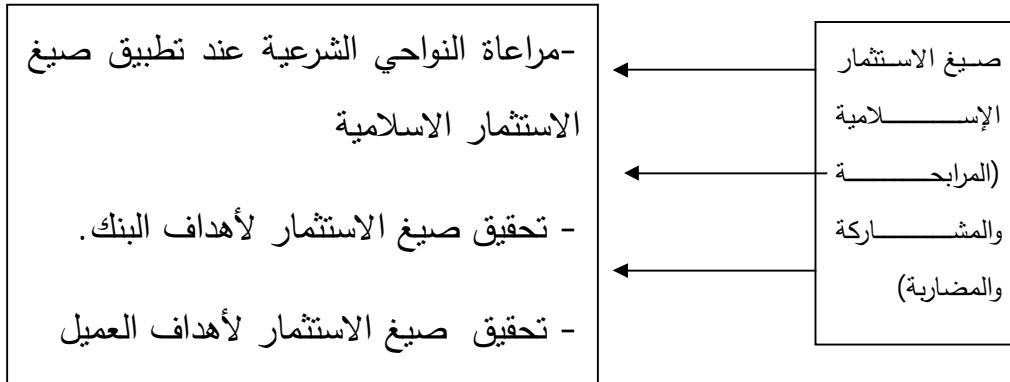 صيغ الاستثمار
الإسلامية
(المرابحة
والمشاركة
والمضاربة)
-مراعاة النواحي الشرعية عند تطبيق صيغ
الاستثمار الاسلامية
- تحقيق صيغ الاستثمار لأهداف البنك.
- تحقيق صيغ الاستثمار لأهداف العميل